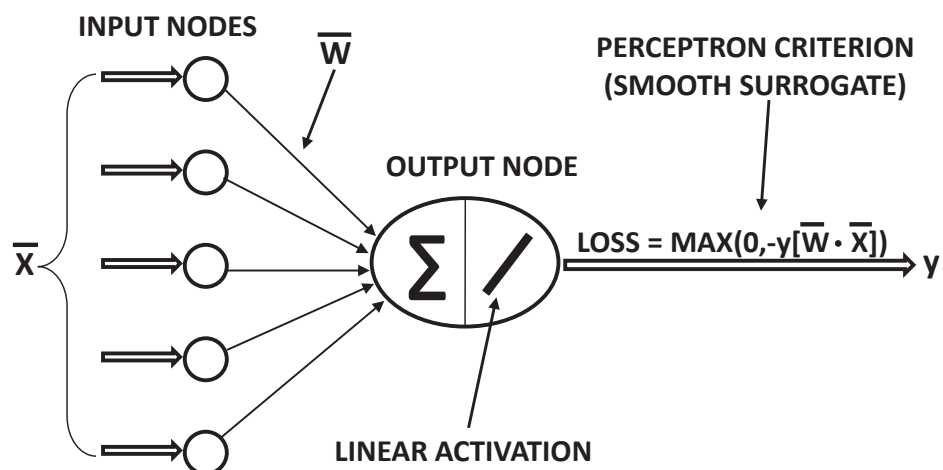 INPUT NODES
W̅
PERCEPTRON CRITERION
(SMOOTH SURROGATE)
OUTPUT NODE
X̅
∑
LOSS = MAX(0,-y[W̅ · X̅])
y
LINEAR ACTIVATION